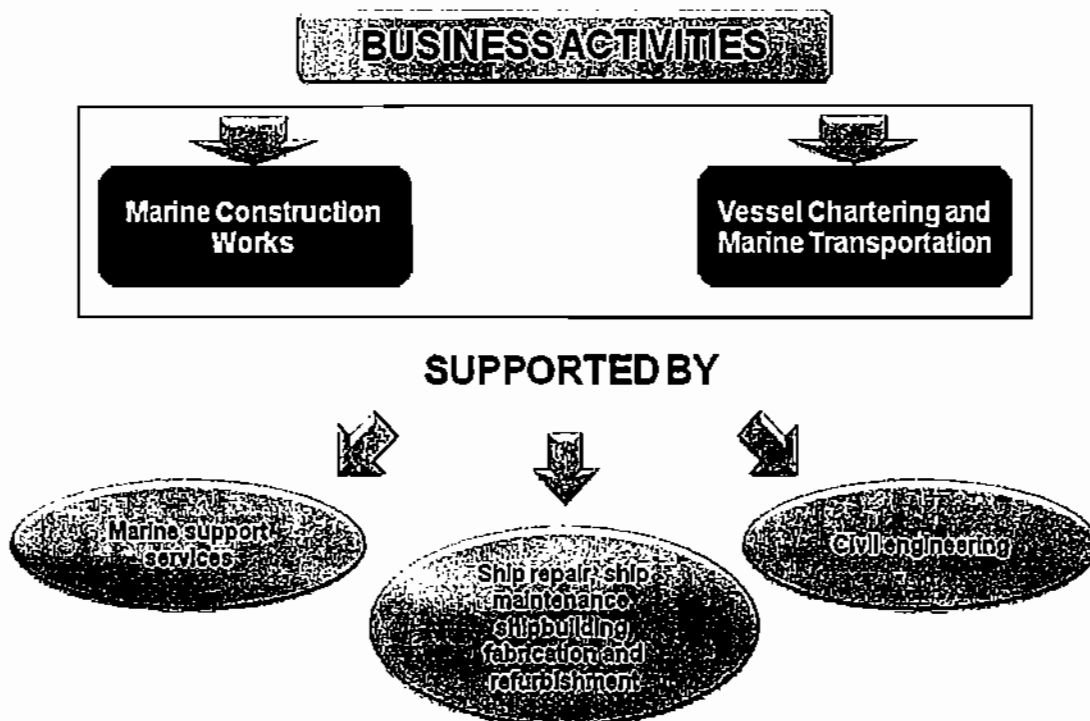 BUSINESS ACTIVITIES
Marine Construction
Works
Vessel Chartering and
Marine Transportation
SUPPORTED BY
Marine support
services
Ship repair, ship
maintenance,
shipbuilding,
fabrication and
refurbishment
Civil engineering